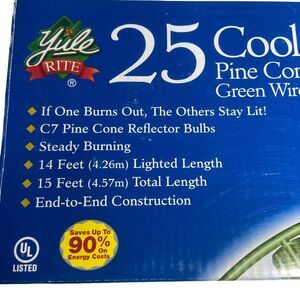 Yule
RITE
®
25 Cool
Pine Con
Green Wire
If One Burns Out, The Others Stay Lit!
C7 Pine Cone Reflector Bulbs
Steady Burning
14 Feet (4.26m) Lighted Length
15 Feet (4.57m) Total Length
End-to-End Construction
UL
LISTED
Saves Up To
90% On
Energy Costs